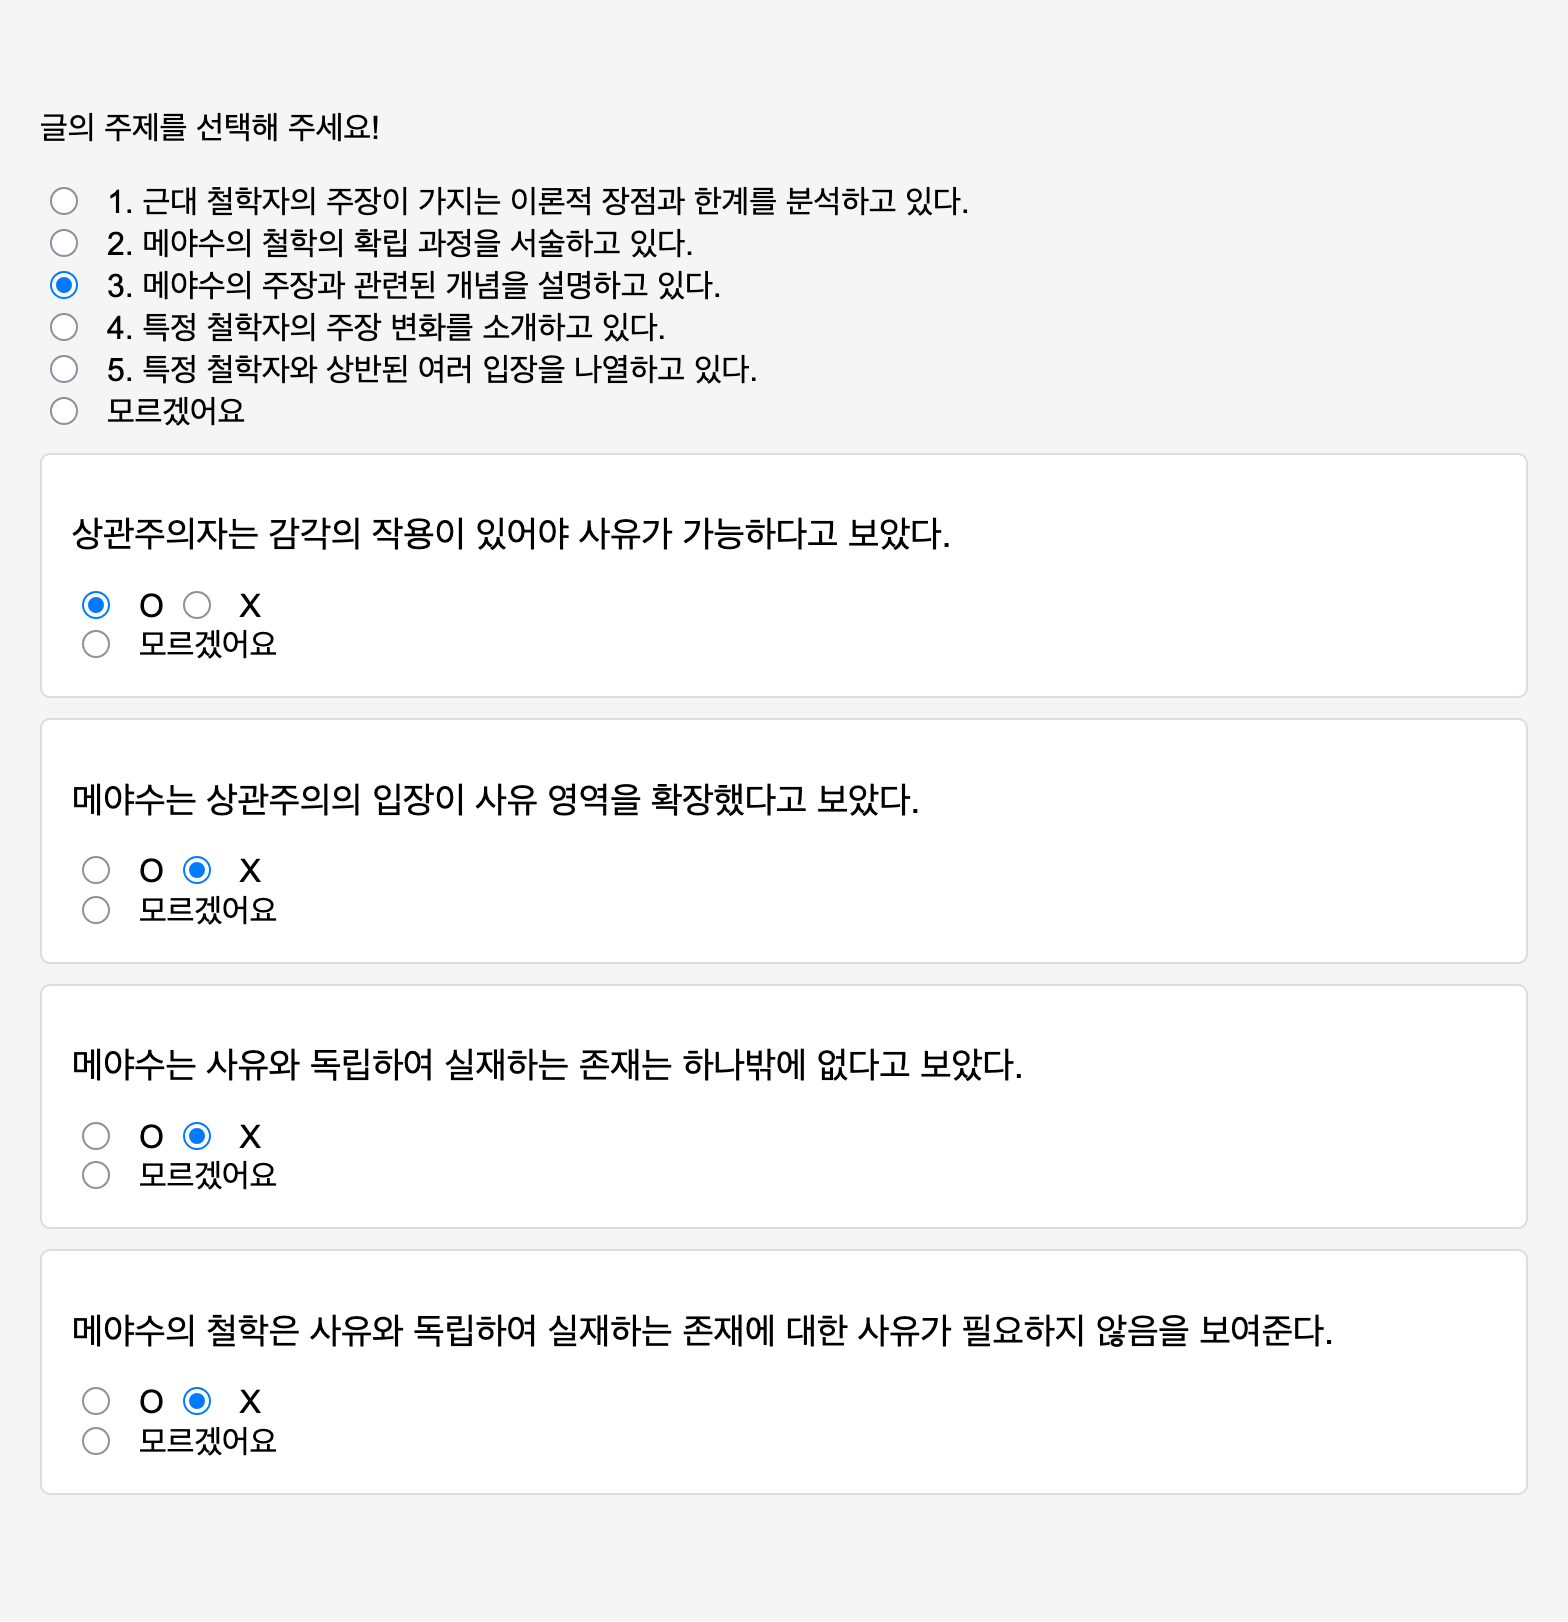 글의 주제를 선택해 주세요!
1. 근대 철학자의 주장이 가지는 이론적 장점과 한계를 분석하고 있다.
2. 메야수의 철학의 확립 과정을 서술하고 있다.
3. 메야수의 주장과 관련된 개념을 설명하고 있다.
4. 특정 철학자의 주장 변화를 소개하고 있다.
5. 특정 철학자와 상반된 여러 입장을 나열하고 있다.
모르겠어요
상관주의자는 감각의 작용이 있어야 사유가 가능하다고 보았다.
O X
모르겠어요
메야수는 상관주의의 입장이 사유 영역을 확장했다고 보았다.
O X
모르겠어요
메야수는 사유와 독립하여 실재하는 존재는 하나밖에 없다고 보았다.
O X
모르겠어요
메야수의 철학은 사유와 독립하여 실재하는 존재에 대한 사유가 필요하지 않음을 보여준다.
O X
모르겠어요